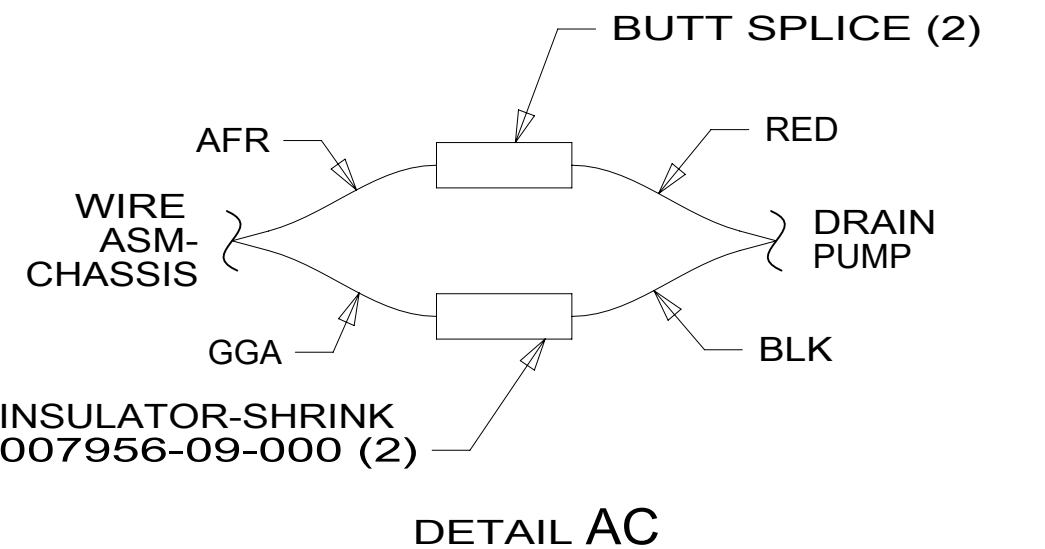 BUTT SPLICE (2)
AFR
RED
WIRE
ASM-
CHASSIS
DRAIN
PUMP
GGA
BLK
INSULATOR-SHRINK
007956-09-000 (2)
DETAIL AC